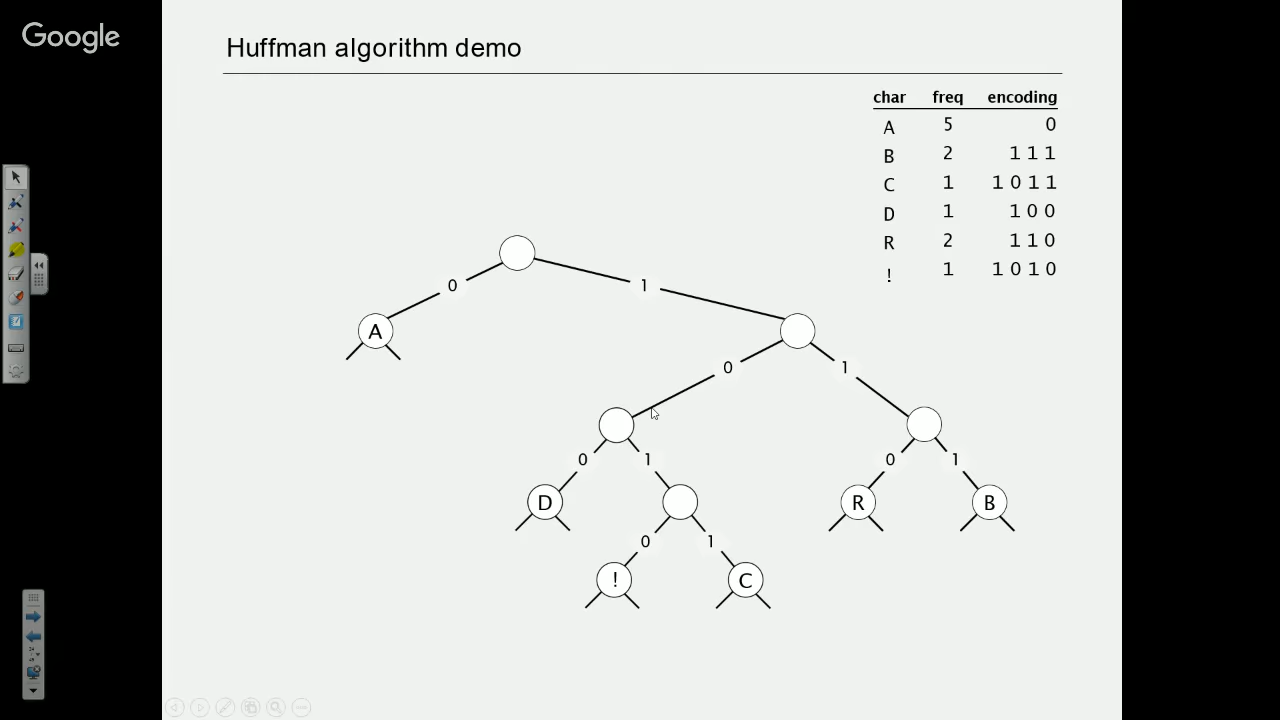 Google
Huffman algorithm demo
char freq encoding
A 5 0
B 2 1 1 1
C 1 1 0 1 1
D 1 1 0 0
R 2 1 1 0
! 1 1 0 1 0
0 1
A
0 1
0 1 0 1
D R B
0 1
! C